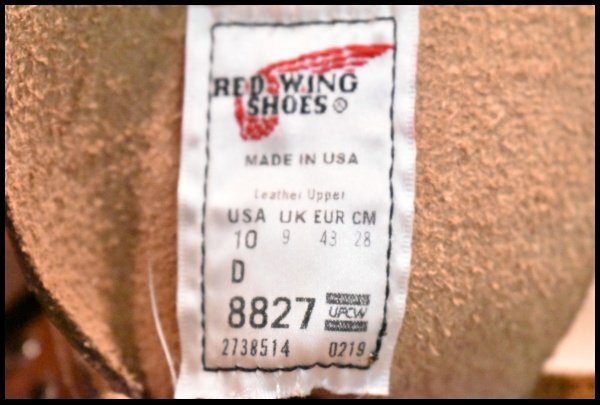 RED WING
SHOES ®
MADE IN USA
Leather Upper
USA UK EUR CM
10 9 43 28
D
8827 UFCW
2738514 0219